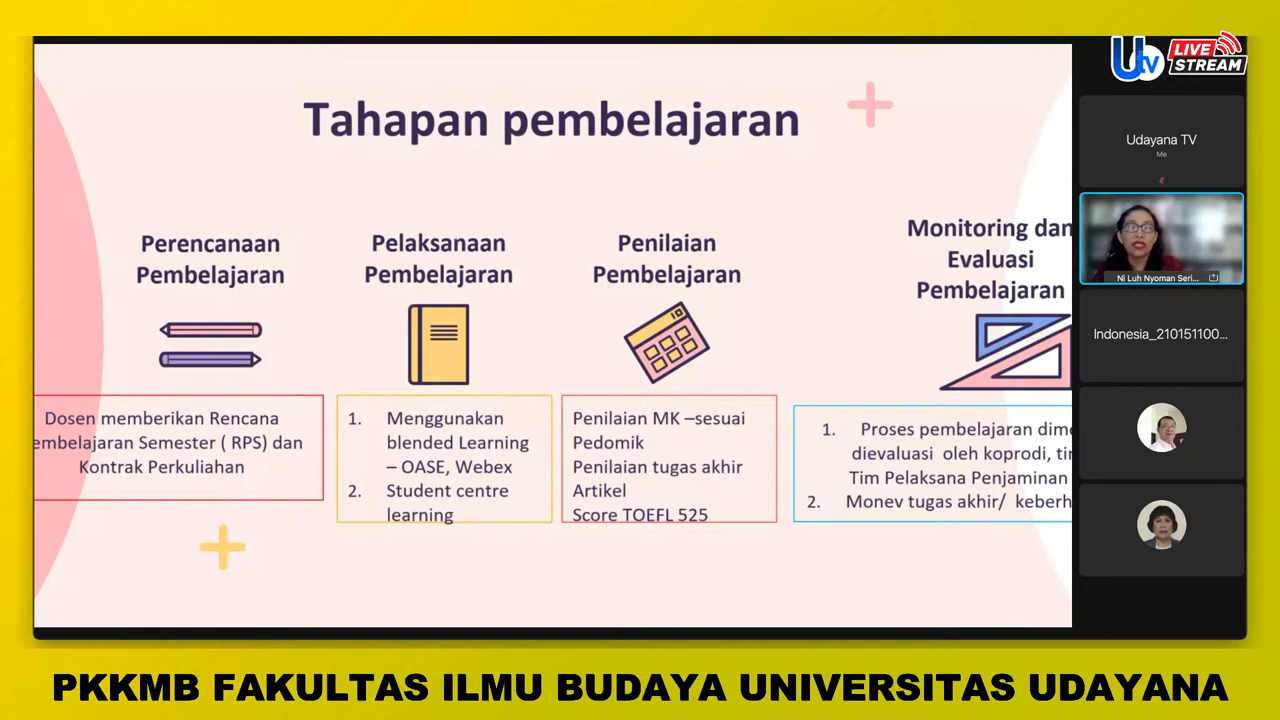 U tv
LIVE
STREAM
Tahapan pembelajaran
Perencanaan
Pembelajaran
Dosen memberikan Rencana
embelajaran Semester ( RPS) dan
Kontrak Perkuliahan
Pelaksanaan
Pembelajaran
1. Menggunakan
blended Learning
– OASE, Webex
2. Student centre
learning
Penilaian
Pembelajaran
Penilaian MK –sesuai
Pedomik
Penilaian tugas akhir
Artikel
Score TOEFL 525
Monitoring dan
Evaluasi
Pembelajaran
1. Proses pembelajaran dimo
dievaluasi oleh koprodi, tim
Tim Pelaksana Penjaminan
2. Monev tugas akhir/ keberh
Udayana TV
Me
Ni Luh Nyoman Seri...
Indonesia_210151100...
PKKMB FAKULTAS ILMU BUDAYA UNIVERSITAS UDAYANA